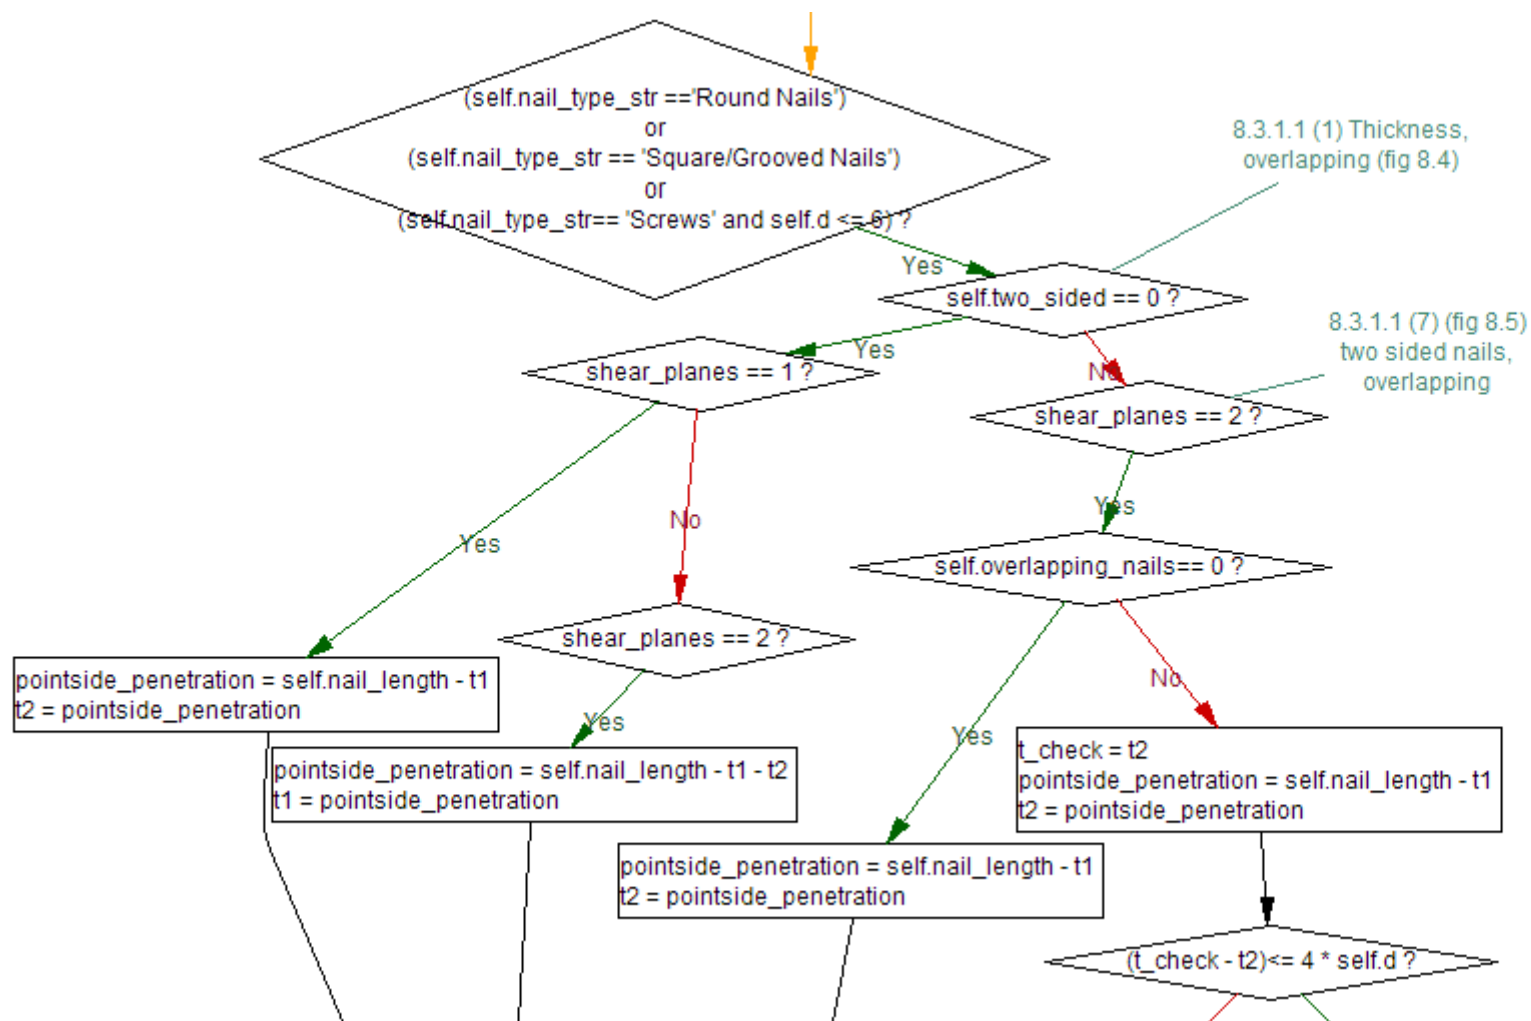 (self.nail_type_str =='Round Nails')
or
(self.nail_type_str == 'Square/Grooved Nails')
or
(self.nail_type_str== 'Screws' and self.d <= 6) ?
8.3.1.1 (1) Thickness,
overlapping (fig 8.4)
Yes
self.two_sided == 0 ?
8.3.1.1 (7) (fig 8.5)
two sided nails,
overlapping
Yes
No
shear_planes == 1 ?
shear_planes == 2 ?
Yes
No
Yes
self.overlapping_nails== 0 ?
shear_planes == 2 ?
Yes
Yes
No
pointside_penetration = self.nail_length - t1
t2 = pointside_penetration
pointside_penetration = self.nail_length - t1 - t2
t1 = pointside_penetration
t_check = t2
pointside_penetration = self.nail_length - t1
t2 = pointside_penetration
pointside_penetration = self.nail_length - t1
t2 = pointside_penetration
(t_check - t2)<= 4 * self.d ?